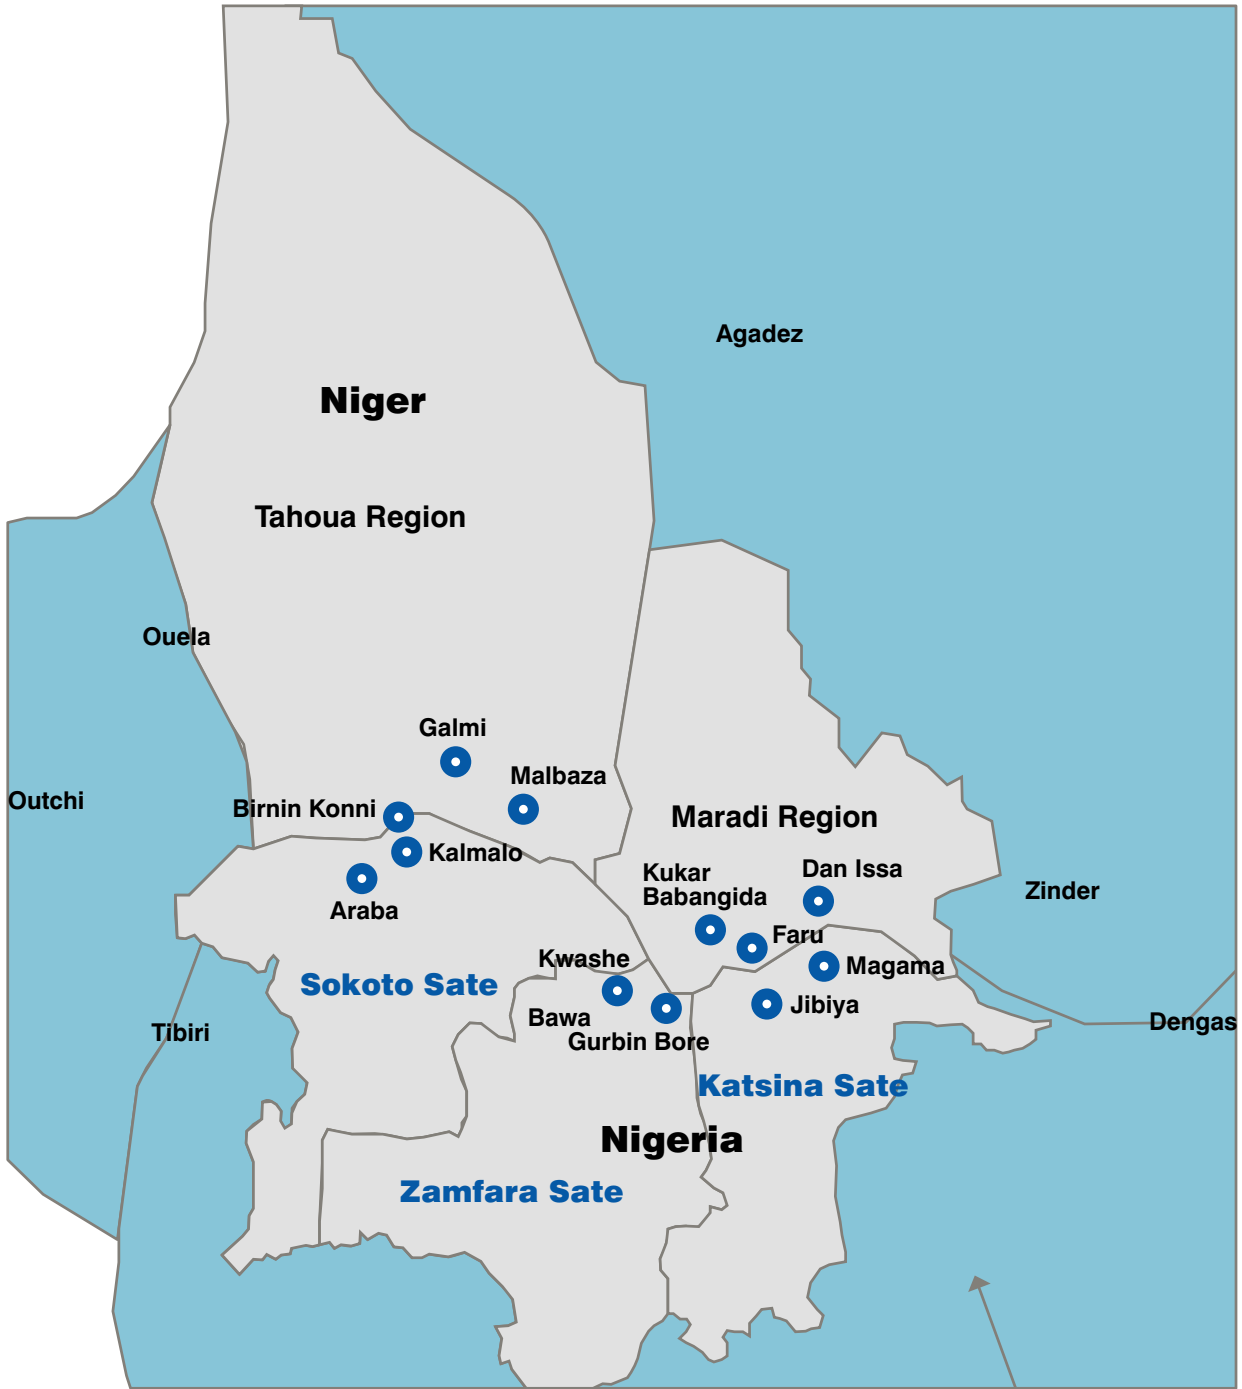 Agadez
Niger
Tahoua Region
Ouela
Galmi
Malbaza
Outchi
Birnin Konni
Maradi Region
Kalmalo
Kukar
Babangida
Dan Issa
Zinder
Araba
Faru
Kwashe
Magama
Sokoto Sate
Jibiya
Bawa
Tibiri
Dengas
Gurbin Bore
Katsina Sate
Nigeria
Zamfara Sate